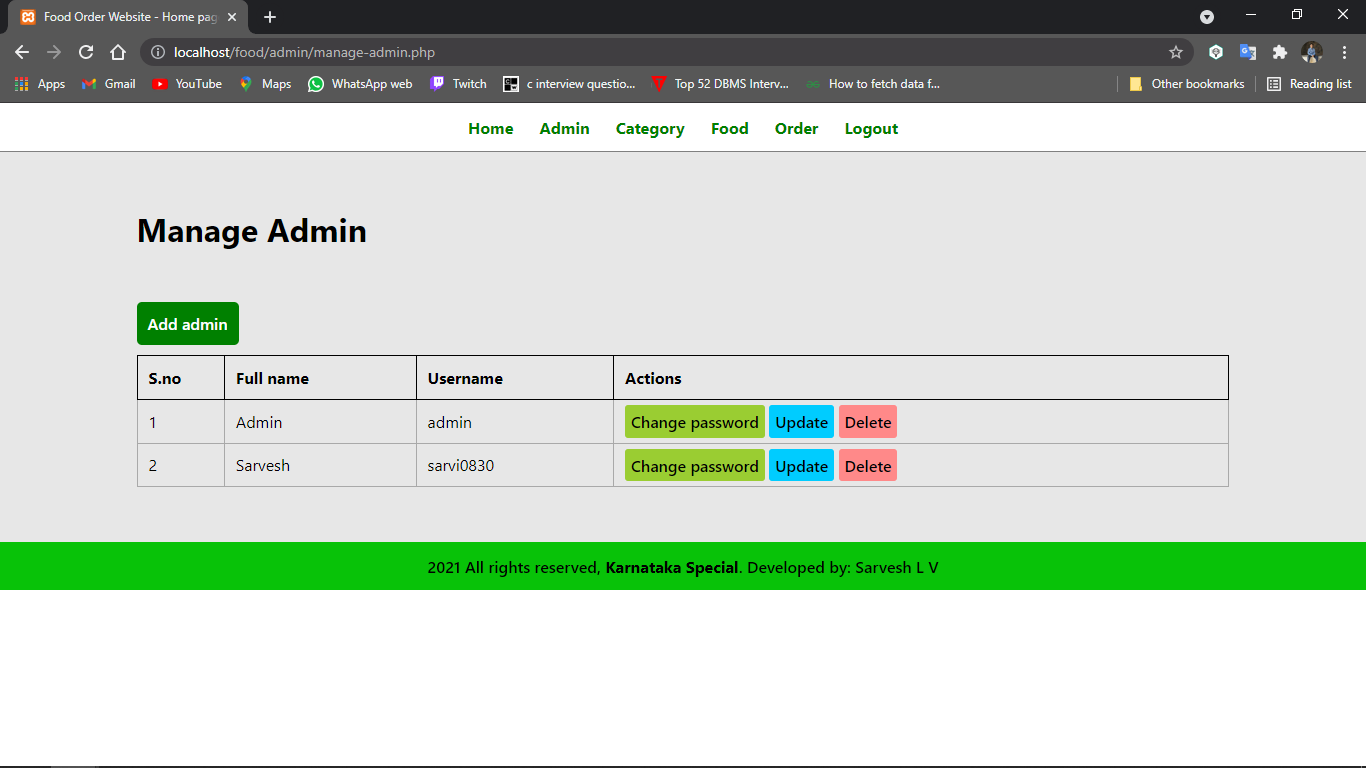 Food Order Website - Home pag
localhost/food/admin/manage-admin.php
Apps Gmail YouTube Maps WhatsApp web Twitch c interview questio... Top 52 DBMS Interv... How to fetch data f... Other bookmarks Reading list
Home Admin Category Food Order Logout
Manage Admin
Add admin
S.no Full name Username Actions
1 Admin admin Change password Update Delete
2 Sarvesh sarvi0830 Change password Update Delete
2021 All rights reserved, Karnataka Special. Developed by: Sarvesh L V